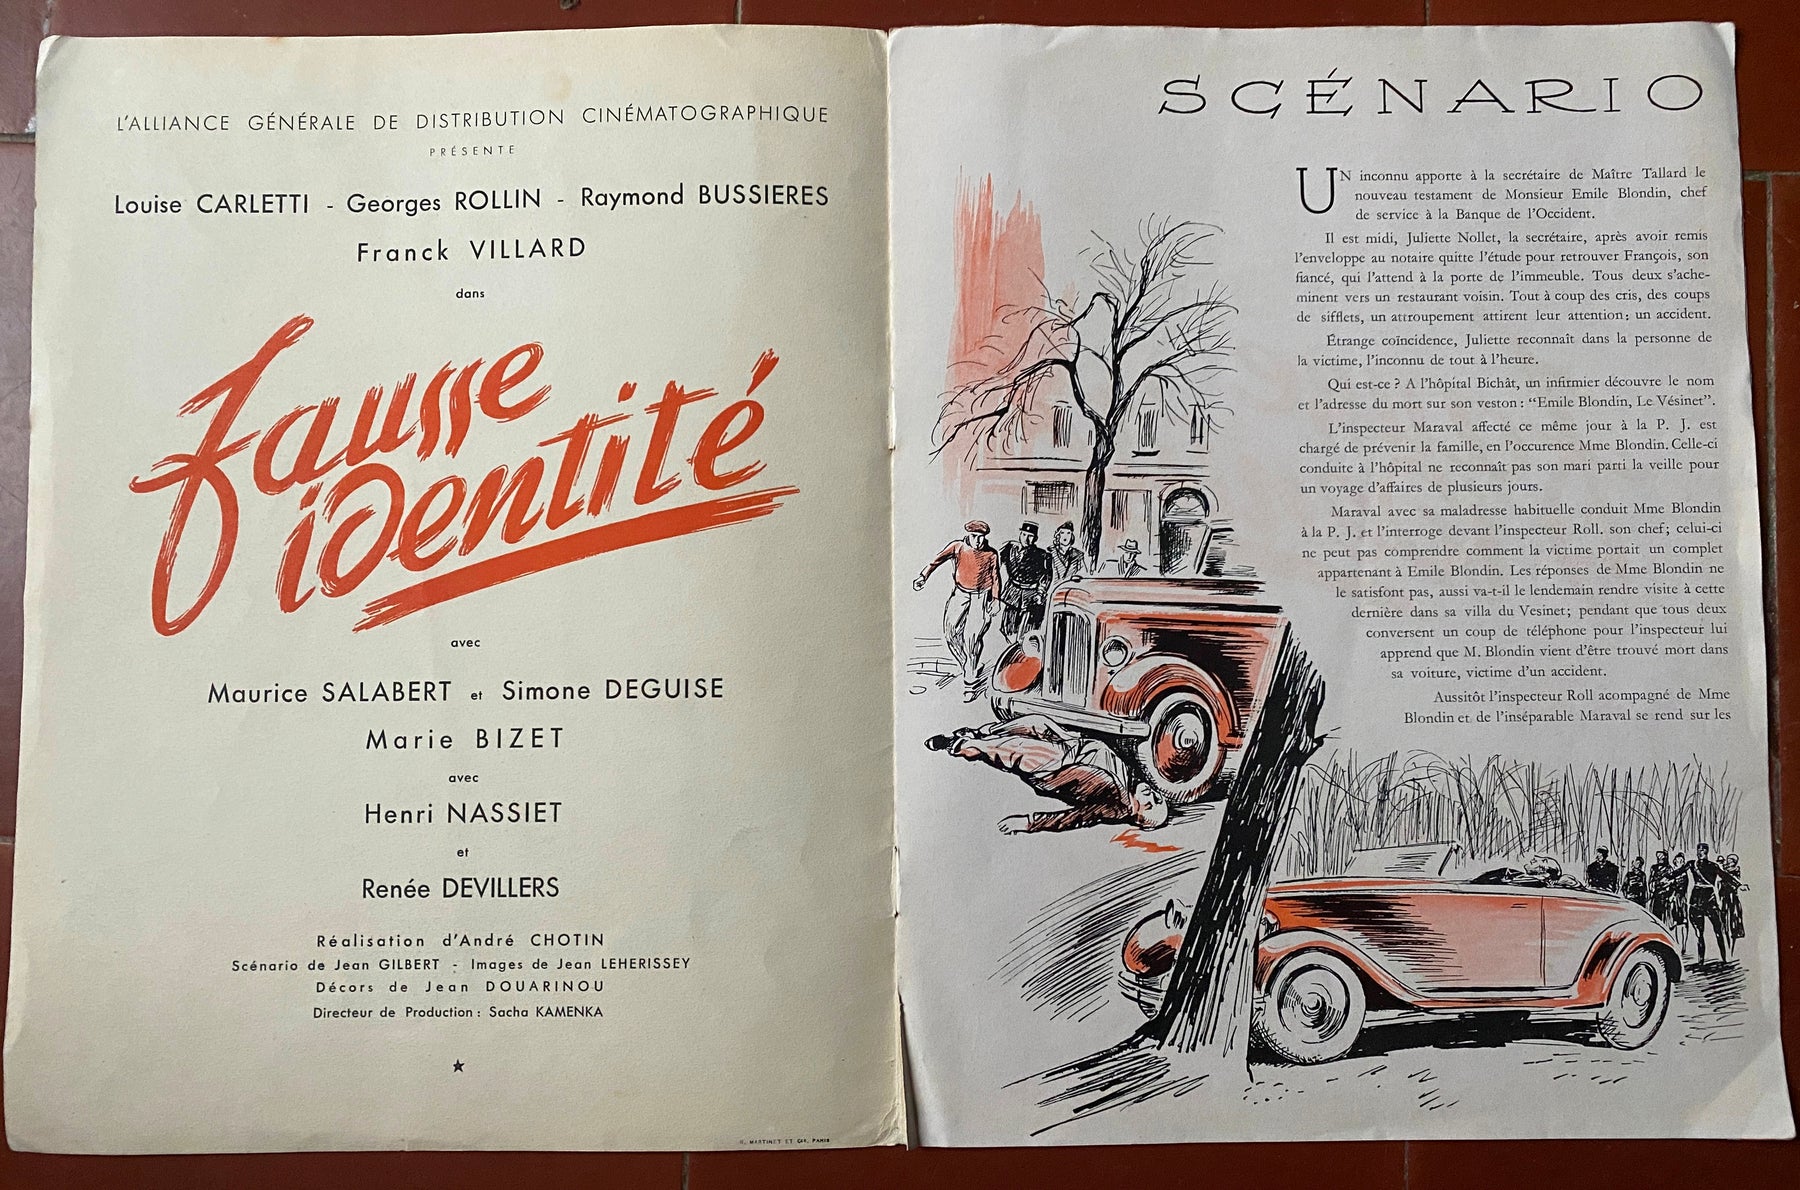 L'ALLIANCE GÉNÉRALE DE DISTRIBUTION CINÉMATOGRAPHIQUE
PRÉSENTE
Louise CARLETTI - Georges ROLLIN - Raymond BUSSIERES
Franck VILLARD
dans
fausse
identité
avec
Maurice SALABERT et Simone DEGUISE
Marie BIZET
avec
Henri NASSIET
et
Renée DEVILLERS
Réalisation d'André CHOTIN
Scénario de Jean GILBERT - Images de Jean LEHERISSEY
Décors de Jean DOUARINOU
Directeur de Production : Sacha KAMENKA
MARTINET ET CIE. PARIS
SCÉNARIO
UN inconnu apporte à la secrétaire de Maître Tallard le
nouveau testament de Monsieur Emile Blondin, chef
de service à la Banque de l'Occident.
Il est midi, Juliette Nollet, la secrétaire, après avoir remis
l'enveloppe au notaire quitte l'étude pour retrouver François, son
fiancé, qui l'attend à la porte de l'immeuble. Tous deux s'ache-
minent vers un restaurant voisin. Tout à coup des cris, des coups
de sifflets, un attroupement attirent leur attention; un accident.
Étrange coïncidence, Juliette reconnaît dans la personne de
la victime, l'inconnu de tout à l'heure.
Qui est-ce ? A l'hôpital Bichât, un infirmier découvre le nom
et l'adresse du mort sur son veston : "Emile Blondin, Le Vésinet".
L'inspecteur Maraval affecté ce même jour à la P. J. est
chargé de prévenir la famille, en l'occurence Mme Blondin. Celle-ci
conduite à l'hôpital ne reconnaît pas son mari parti la veille pour
un voyage d'affaires de plusieurs jours.
Maraval avec sa maladresse habituelle conduit Mme Blondin
à la P. J. et l'interroge devant l'inspecteur Roll. son chef; celui-ci
ne peut pas comprendre comment la victime portait un complet
appartenant à Emile Blondin. Les réponses de Mme Blondin ne
le satisfont pas, aussi va-t-il le lendemain rendre visite à cette
dernière dans sa villa du Vesinet; pendant que tous deux
conversent un coup de téléphone pour l'inspecteur lui
apprend que M. Blondin vient d'être trouvé mort dans
sa voiture, victime d'un accident.
Aussitôt l'inspecteur Roll acompagné de Mme
Blondin et de l'inséparable Maraval se rend sur les